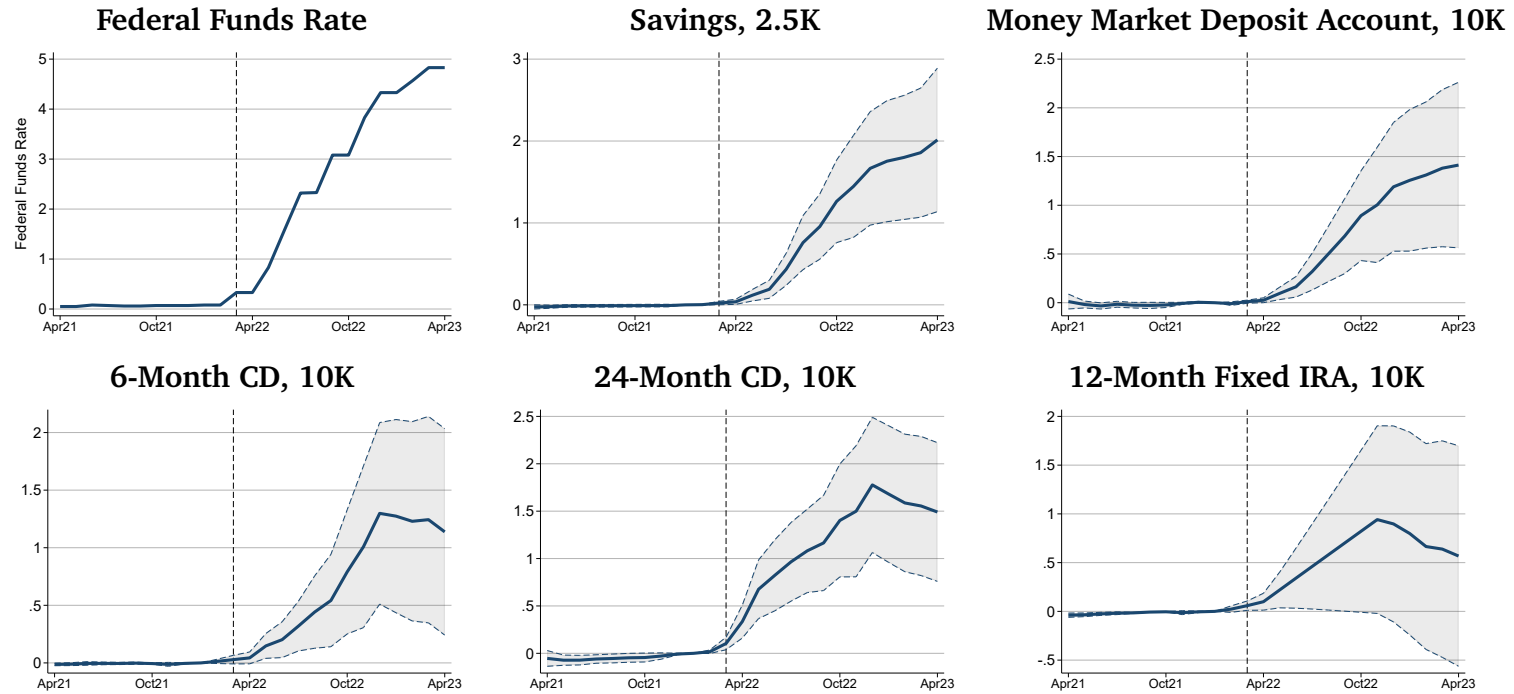 Federal Funds Rate
Federal Funds Rate
5
4
3
2
1
0
Apr21 Oct21 Apr22 Oct22 Apr23
Savings, 2.5K
3
2
1
0
Apr21 Oct21 Apr22 Oct22 Apr23
Money Market Deposit Account, 10K
2.5
2
1.5
1
.5
0
Apr21 Oct21 Apr22 Oct22 Apr23
6-Month CD, 10K
2
1.5
1
.5
0
Apr21 Oct21 Apr22 Oct22 Apr23
24-Month CD, 10K
2.5
2
1.5
1
.5
0
Apr21 Oct21 Apr22 Oct22 Apr23
12-Month Fixed IRA, 10K
2
1.5
1
.5
0
-.5
Apr21 Oct21 Apr22 Oct22 Apr23